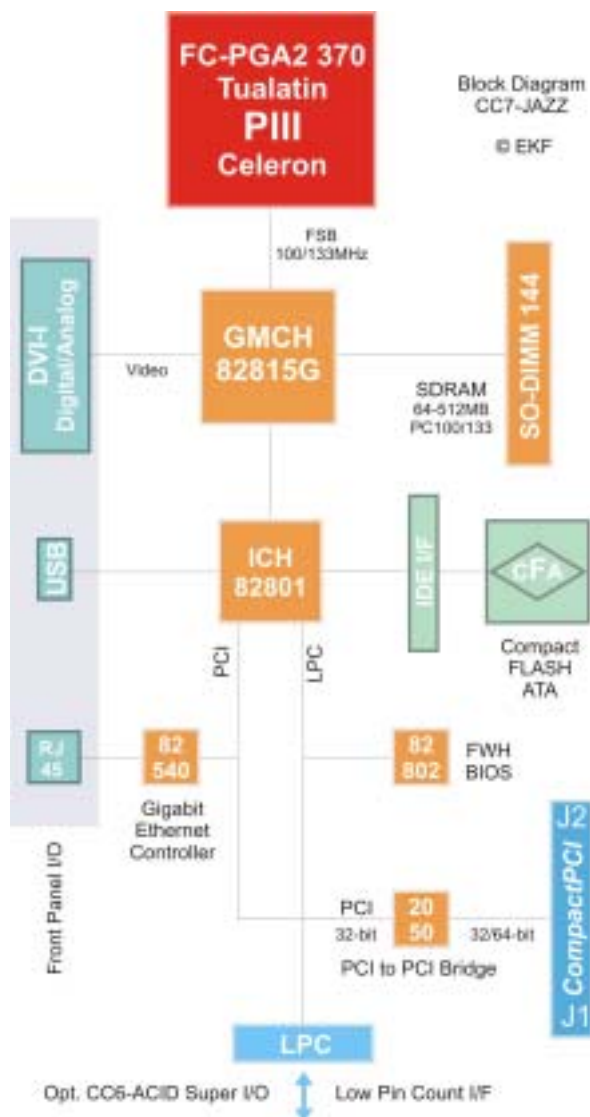 FC-PGA2 370
Tualatin
PIII
Celeron
Block Diagram
CC7-JAZZ
© EKF
FSB
100/133MHz
DVI-I
Digital/Analog
Video
GMCH
82815G
SDRAM
64-512MB
PC100/133
SO-DIMM 144
USB
ICH
82801
IDE I/F
cFA
Compact
FLASH
ATA
PCI
LPC
RJ
45
82
540
Gigabit
Ethernet
Controller
82
802
FWH
BIOS
Front Panel I/O
PCI
32-bit
20
50
32/64-bit
PCI to PCI Bridge
J2
CompactPCI
J1
LPC
Opt. CC6-ACID Super I/O
Low Pin Count I/F